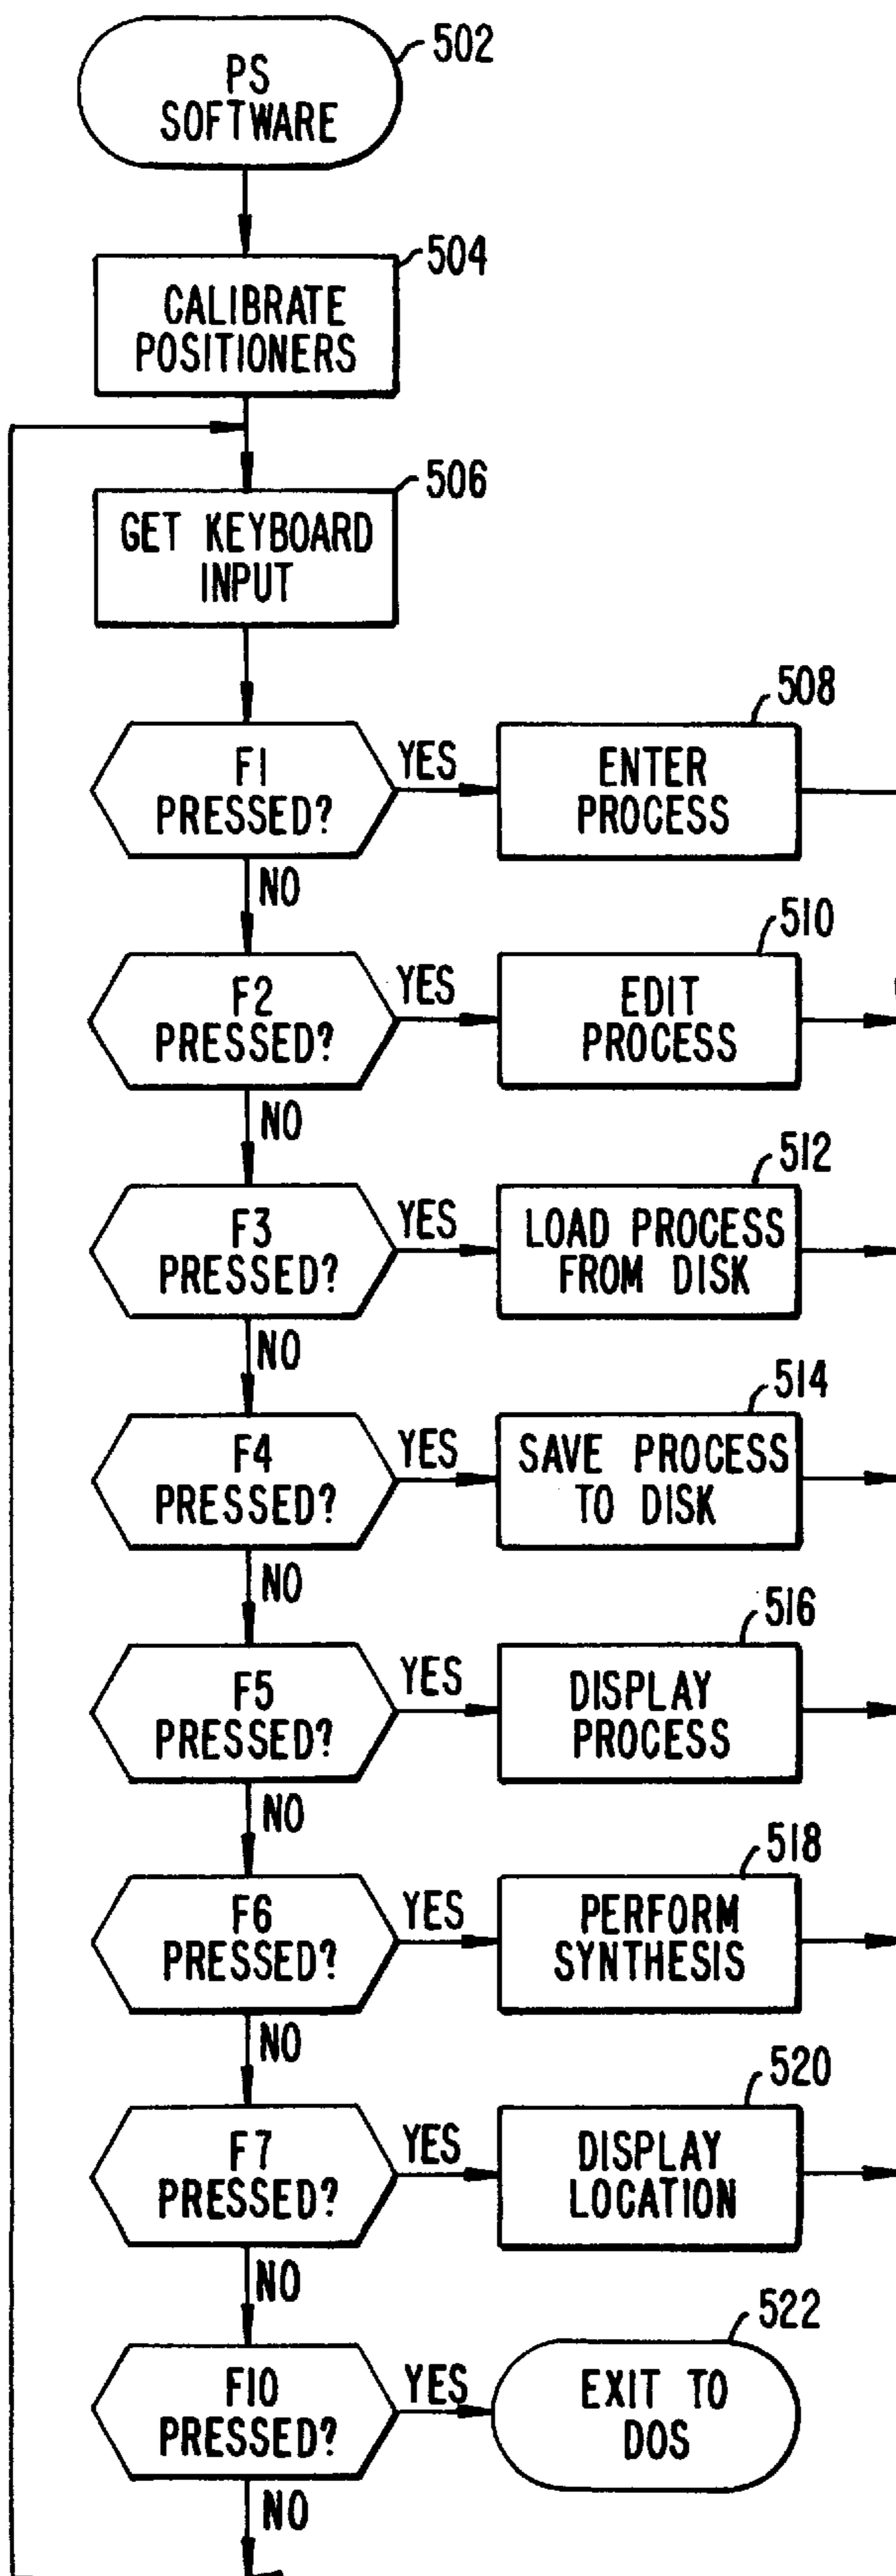 502
PS
SOFTWARE
504
CALIBRATE
POSITIONERS
506
GET KEYBOARD
INPUT
508
F1
PRESSED?
YES
ENTER
PROCESS
NO
510
F2
PRESSED?
YES
EDIT
PROCESS
NO
512
F3
PRESSED?
YES
LOAD PROCESS
FROM DISK
NO
514
F4
PRESSED?
YES
SAVE PROCESS
TO DISK
NO
516
F5
PRESSED?
YES
DISPLAY
PROCESS
NO
518
F6
PRESSED?
YES
PERFORM
SYNTHESIS
NO
520
F7
PRESSED?
YES
DISPLAY
LOCATION
NO
522
F10
PRESSED?
YES
EXIT TO
DOS
NO